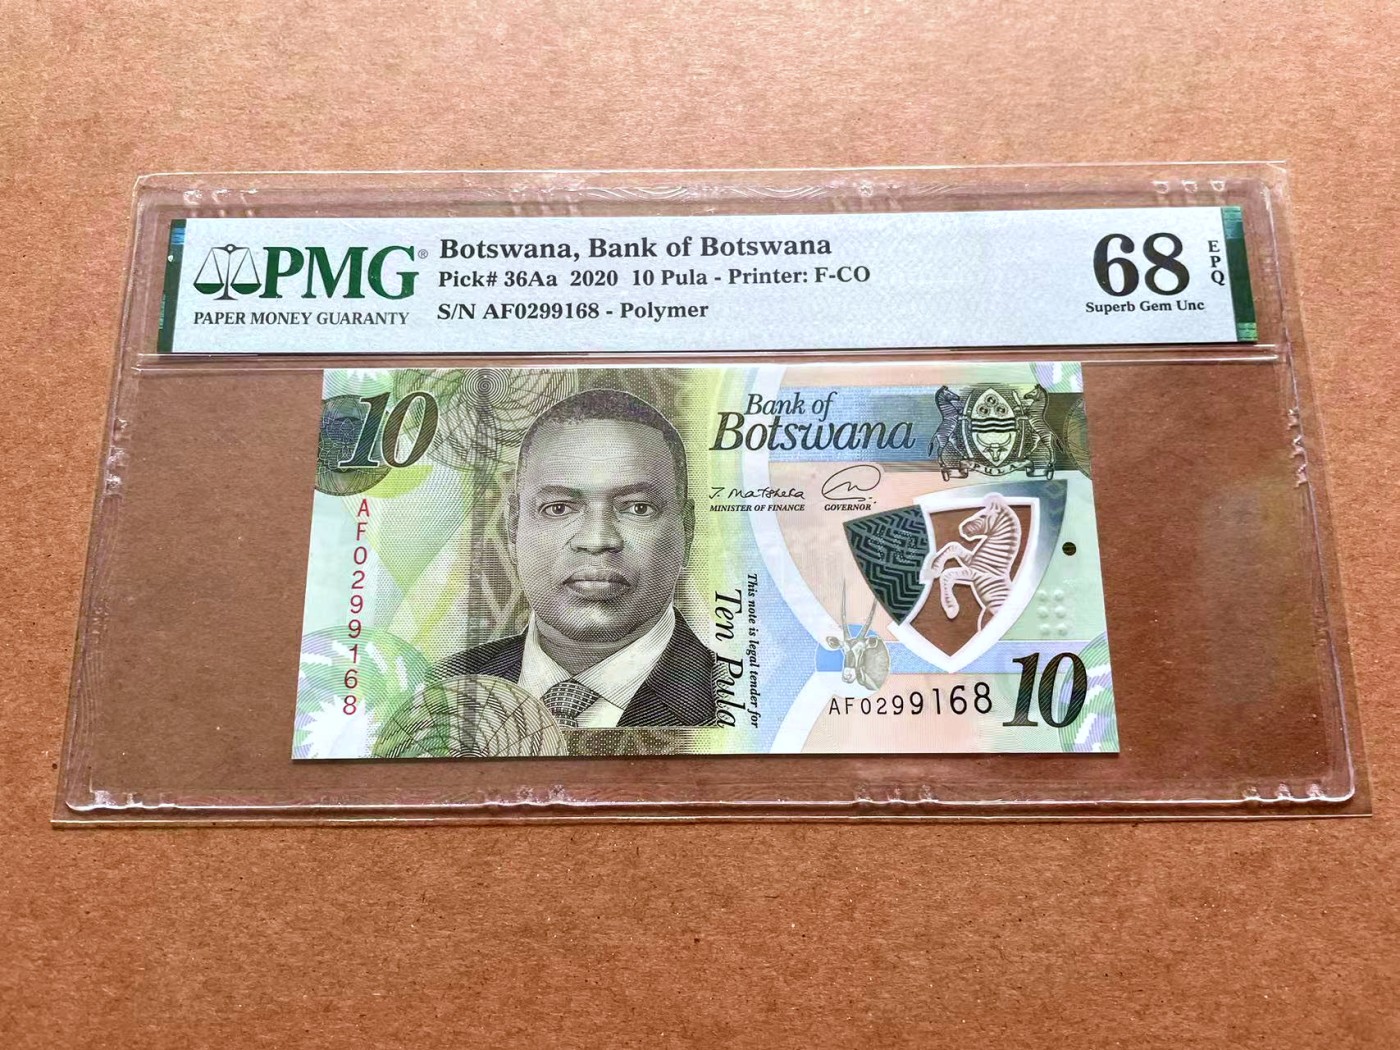 PMG®
PAPER MONEY GUARANTY
Botswana, Bank of Botswana
Pick# 36Aa 2020 10 Pula - Printer: F-CO
S/N AF0299168 - Polymer
68
EPQ
Superb Gem Unc
10
AF0299168
Bank of
Botswana
J. Matsheka
MINISTER OF FINANCE
GOVERNOR
PULA
This note is legal tender for
Ten Pula
AF0299168
10